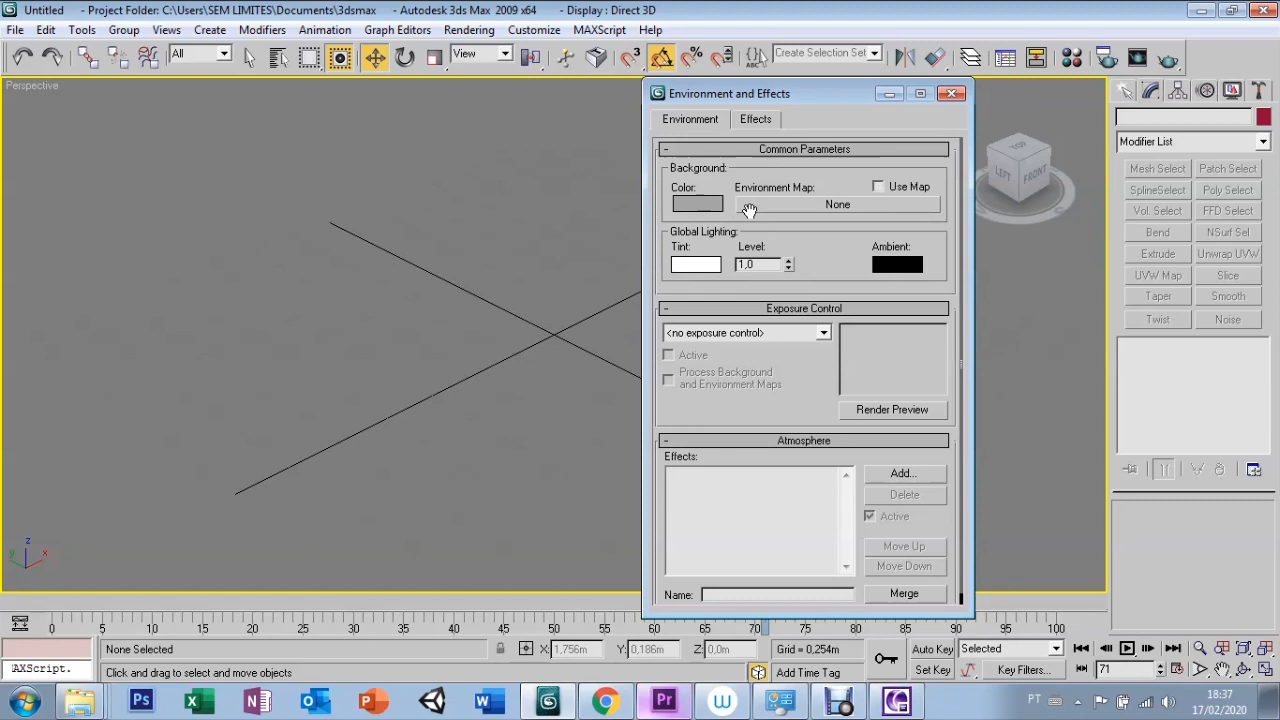 Untitled - Project Folder: C:\Users\SEM LIMITES\Documents\3dsmax - Autodesk 3ds Max 2009 x64 - Display : Direct 3D
File Edit Tools Group Views Create Modifiers Animation Graph Editors Rendering Customize MAXScript Help
All View Create Selection Set
Perspective
Environment and Effects
Environment Effects
Common Parameters
Background:
Color: Environment Map: Use Map
None
Global Lighting:
Tint: Level: Ambient:
1,0
Exposure Control
<no exposure control>
Active
Process Background
and Environment Maps
Render Preview
Atmosphere
Effects:
Add...
Delete
Active
Move Up
Move Down
Name: Merge
TOP
LEFT FRONT
Modifier List
Mesh Select Patch Select
SplineSelect Poly Select
Vol. Select FFD Select
Bend NSurf Sel
Extrude Unwrap UVW
UVW Map Slice
Taper Smooth
Twist Noise
z
y x
0 5 10 15 20 25 30 35 40 45 50 55 60 65 70 75 80 85 90 95 100
None Selected X: 1,756m Y: 0,186m Z: 0,0m Grid = 0,254m Auto Key Selected
AXScript. Click and drag to select and move objects Add Time Tag Set Key Key Filters... 71
PT 18:37
17/02/2020